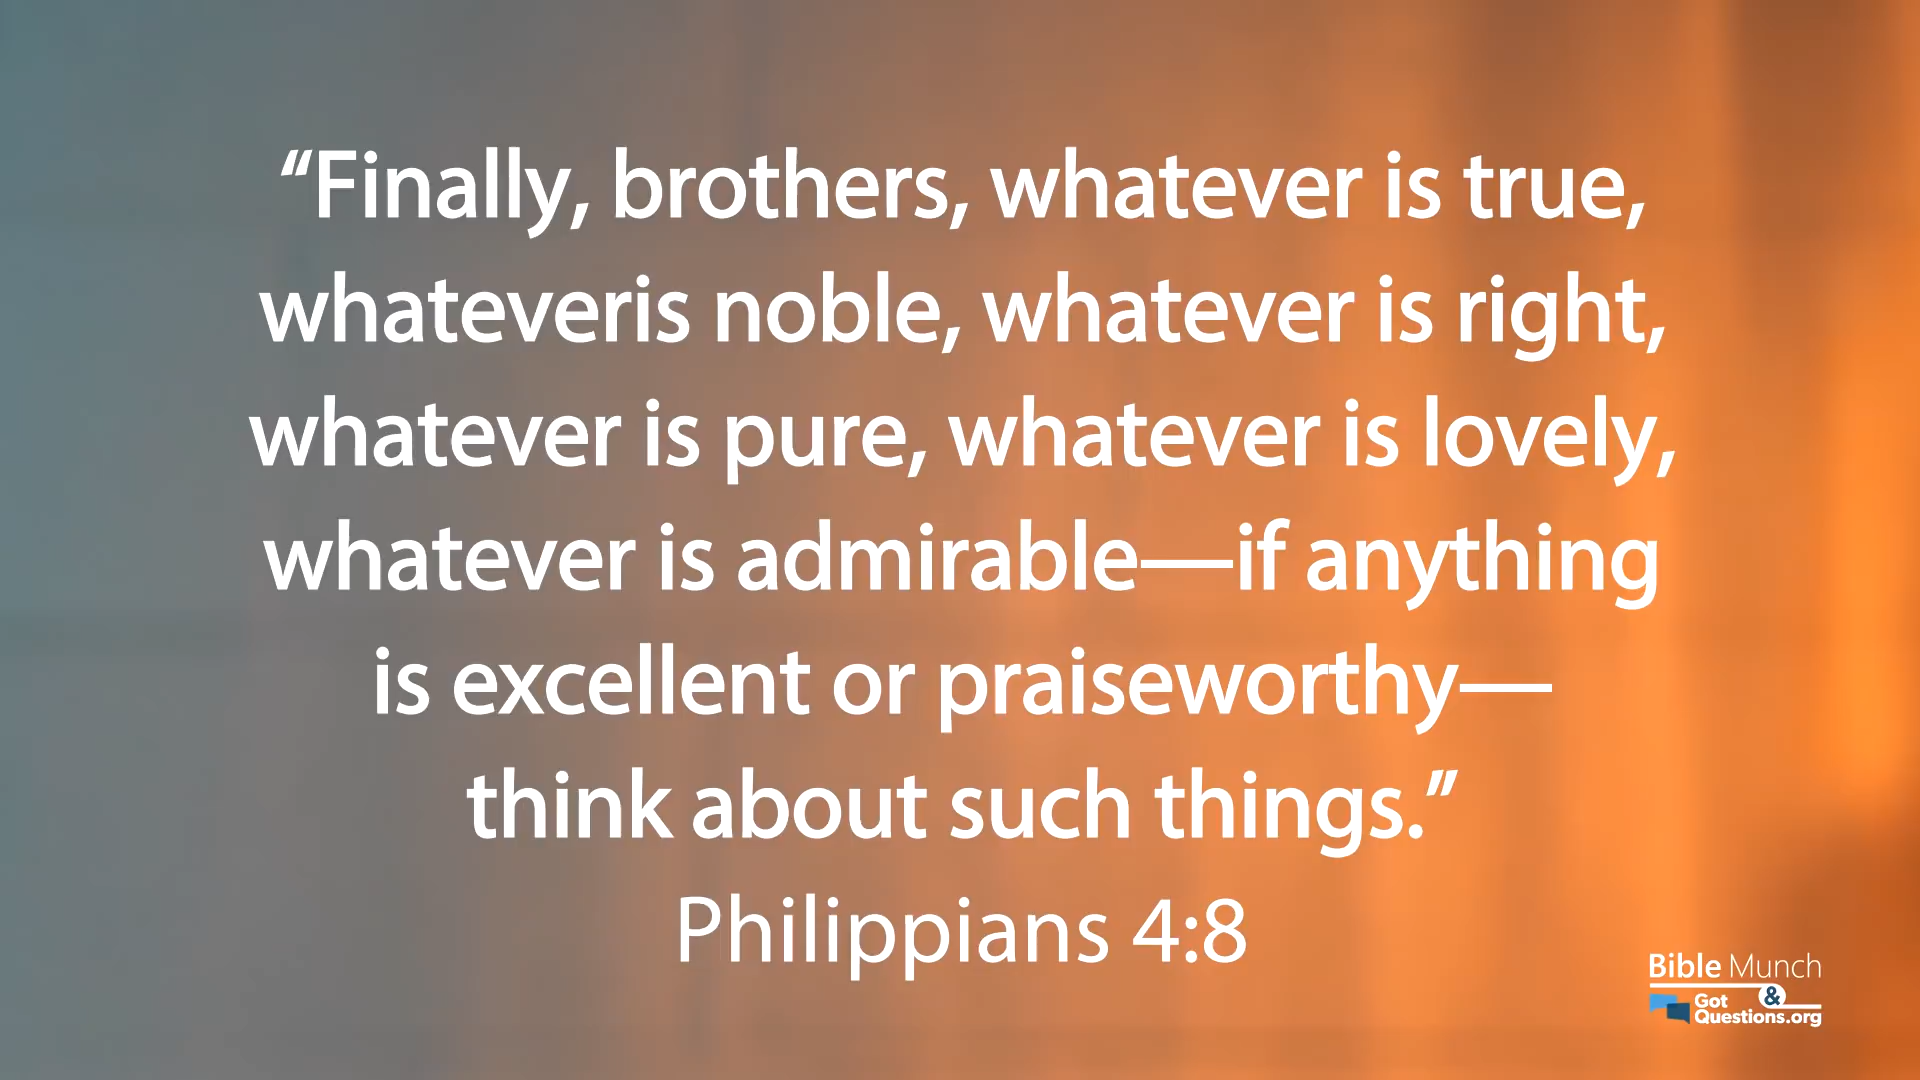 “Finally, brothers, whatever is true,
whateveris noble, whatever is right,
whatever is pure, whatever is lovely,
whatever is admirable—if anything
is excellent or praiseworthy—
think about such things.”
Philippians 4:8
Bible Munch
&
Got
Questions.org